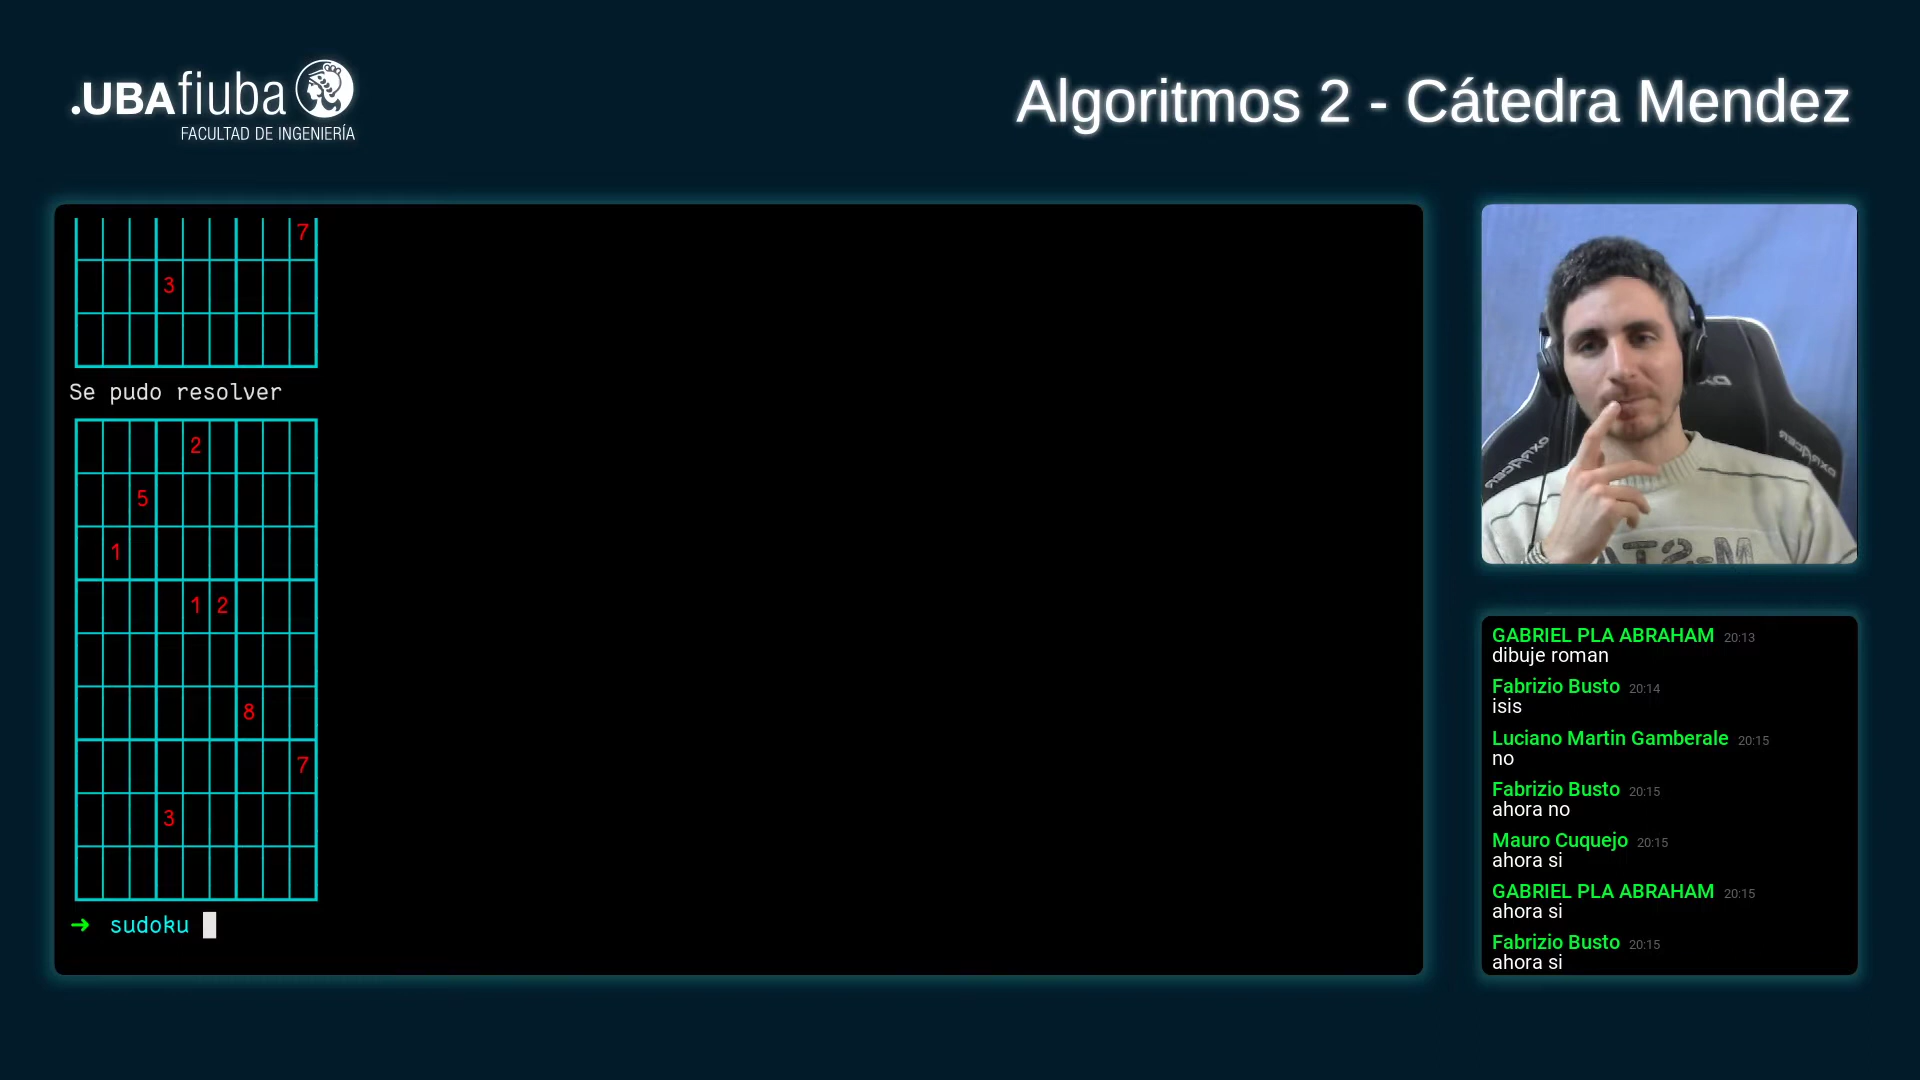 .UBAfiuba
FACULTAD DE INGENIERÍA
Algoritmos 2 - Cátedra Mendez
7
3
Se pudo resolver
2
5
1
1 2
8
7
3
➜ sudoku
GABRIEL PLA ABRAHAM 20:13
dibuje roman
Fabrizio Busto 20:14
isis
Luciano Martin Gamberale 20:15
no
Fabrizio Busto 20:15
ahora no
Mauro Cuquejo 20:15
ahora si
GABRIEL PLA ABRAHAM 20:15
ahora si
Fabrizio Busto 20:15
ahora si